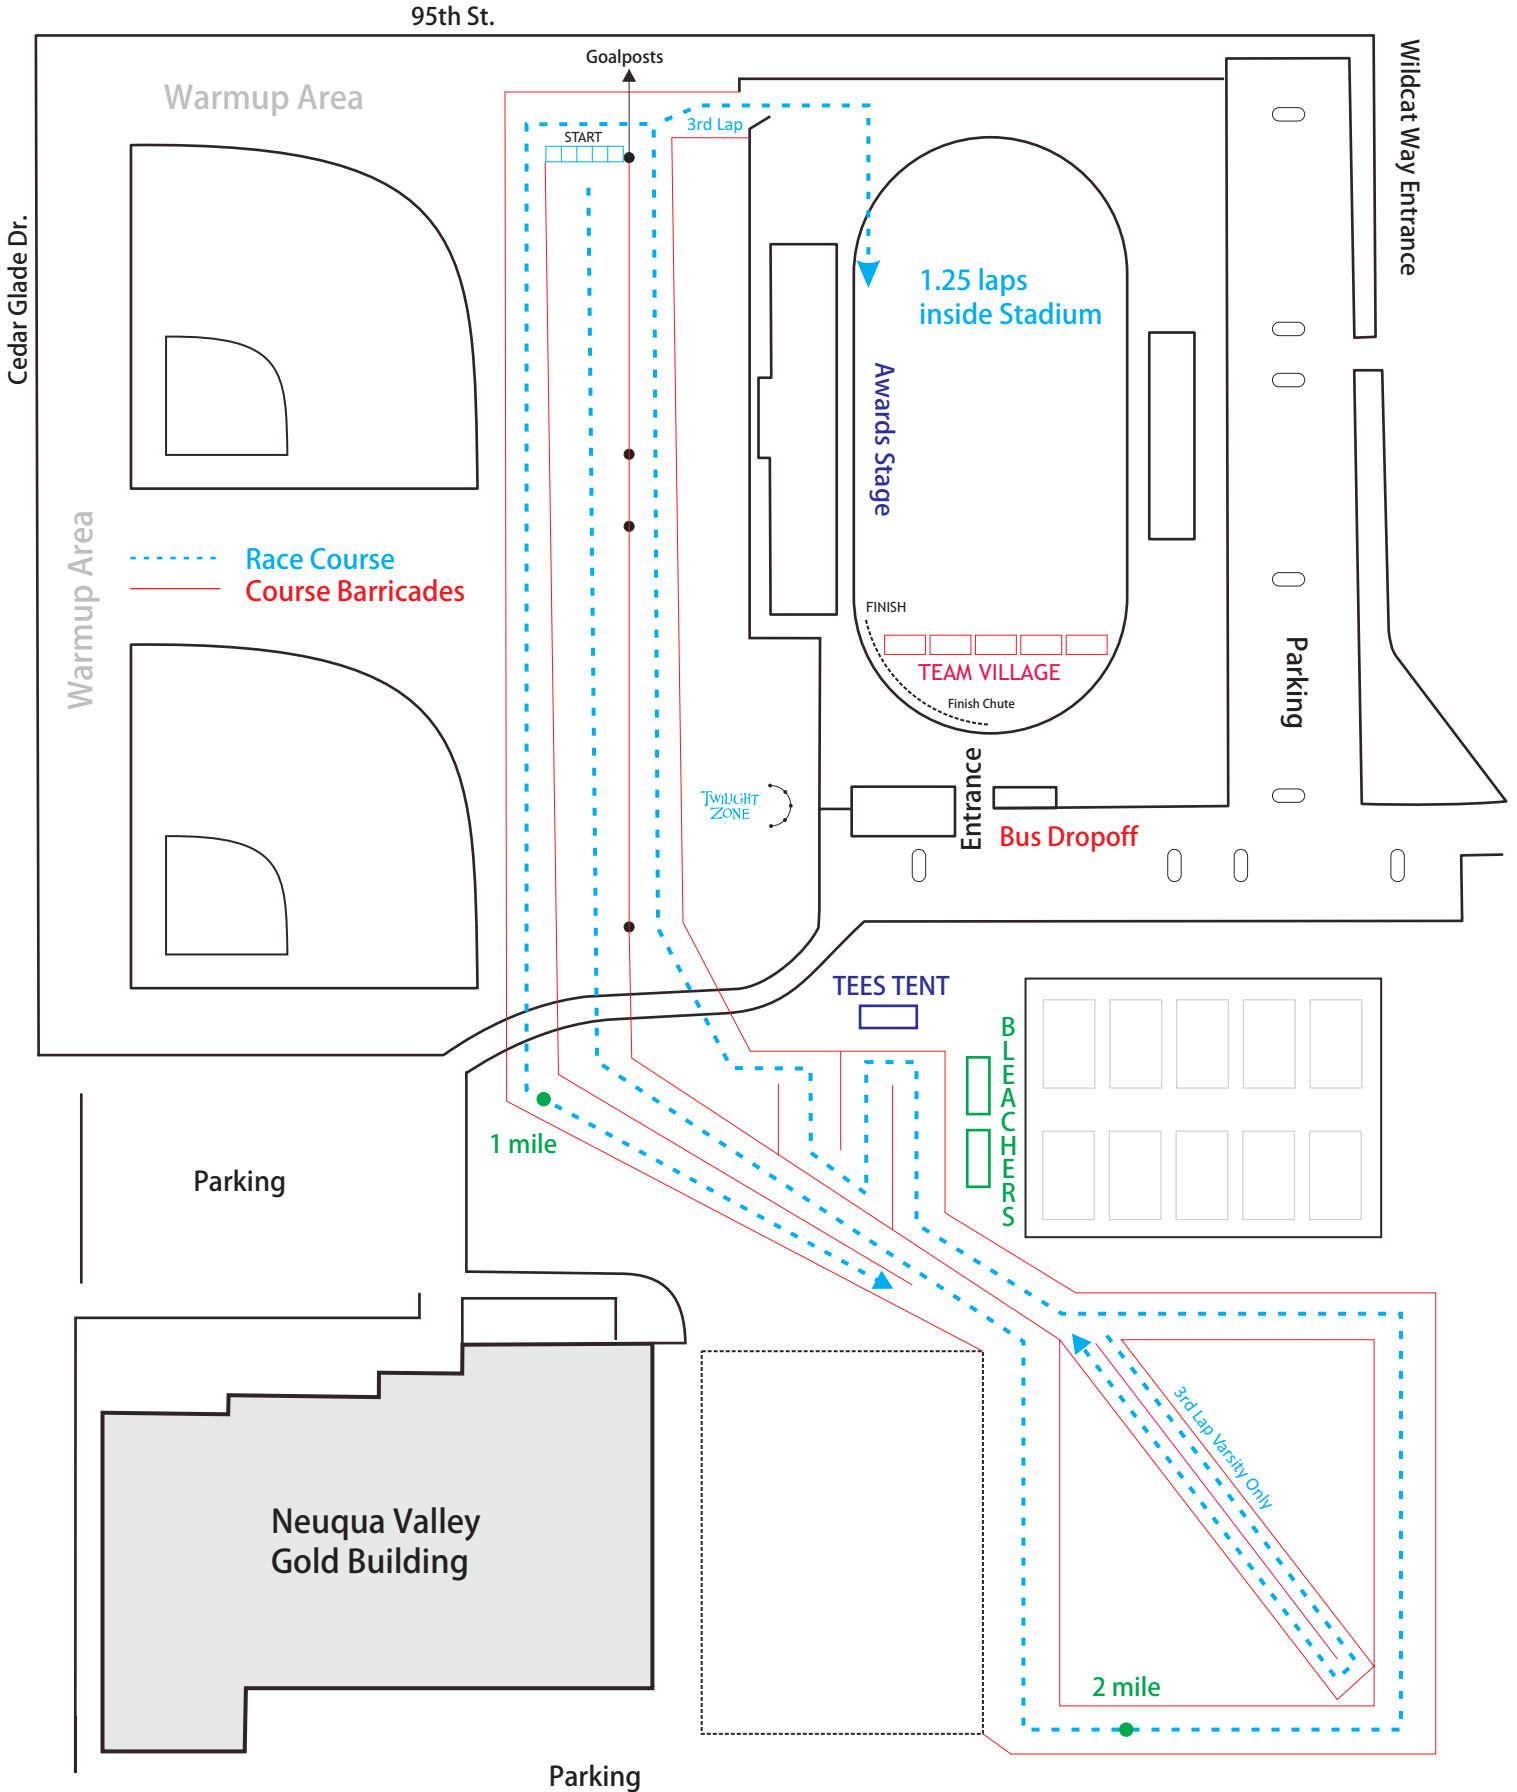 95th St.
Goalposts
Warmup Area
3rd Lap
START
Wildcat Way Entrance
Cedar Glade Dr.
1.25 laps
inside Stadium
Awards Stage
Warmup Area
Race Course
Course Barricades
FINISH
TEAM VILLAGE
Finish Chute
Parking
TWILIGHT
ZONE
Entrance
Bus Dropoff
TEES TENT
BLEACHERS
1 mile
Parking
3rd Lap Varsity Only
Neuqua Valley
Gold Building
2 mile
Parking